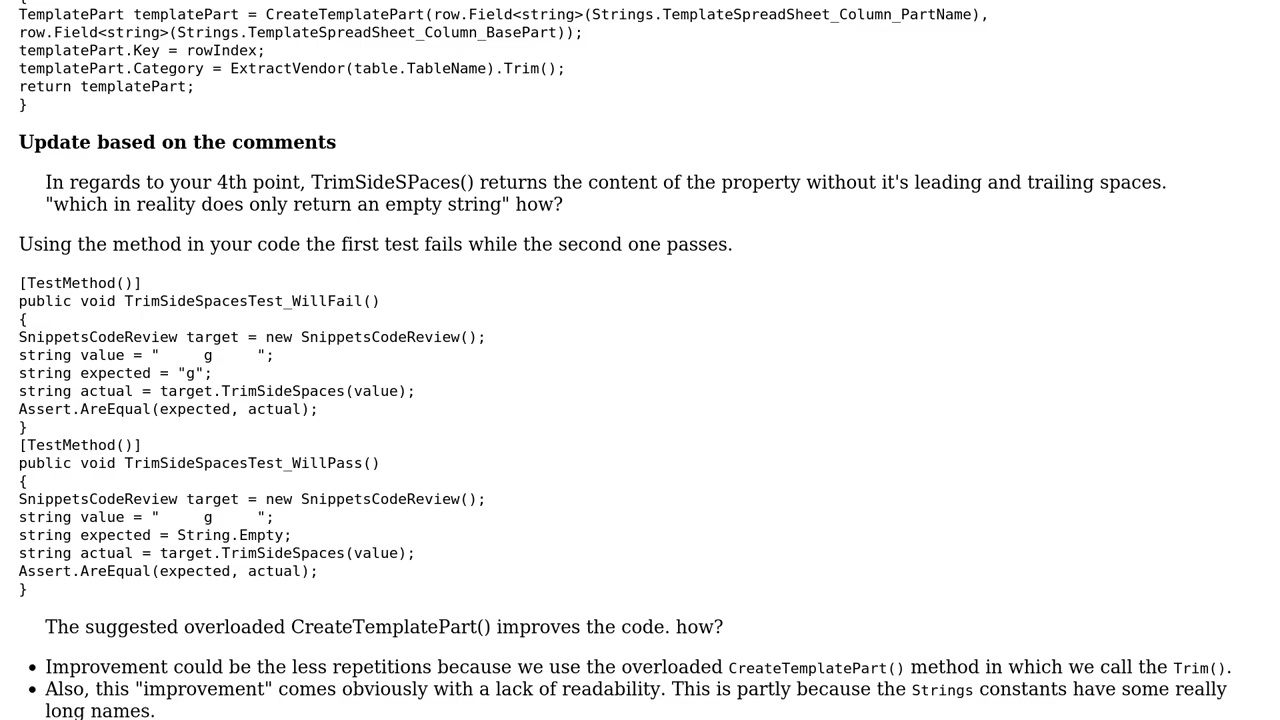 TemplatePart templatePart = CreateTemplatePart(row.Field<string>(Strings.TemplateSpreadSheet_Column_PartName),
row.Field<string>(Strings.TemplateSpreadSheet_Column_BasePart));
templatePart.Key = rowIndex;
templatePart.Category = ExtractVendor(table.TableName).Trim();
return templatePart;
}
Update based on the comments
In regards to your 4th point, TrimSideSPaces() returns the content of the property without it's leading and trailing spaces.
"which in reality does only return an empty string" how?
Using the method in your code the first test fails while the second one passes.
[TestMethod()]
public void TrimSideSpacesTest_WillFail()
{
SnippetsCodeReview target = new SnippetsCodeReview();
string value = "     g     ";
string expected = "g";
string actual = target.TrimSideSpaces(value);
Assert.AreEqual(expected, actual);
}
[TestMethod()]
public void TrimSideSpacesTest_WillPass()
{
SnippetsCodeReview target = new SnippetsCodeReview();
string value = "     g     ";
string expected = String.Empty;
string actual = target.TrimSideSpaces(value);
Assert.AreEqual(expected, actual);
}
The suggested overloaded CreateTemplatePart() improves the code. how?
• Improvement could be the less repetitions because we use the overloaded CreateTemplatePart() method in which we call the Trim().
• Also, this "improvement" comes obviously with a lack of readability. This is partly because the Strings constants have some really
long names.